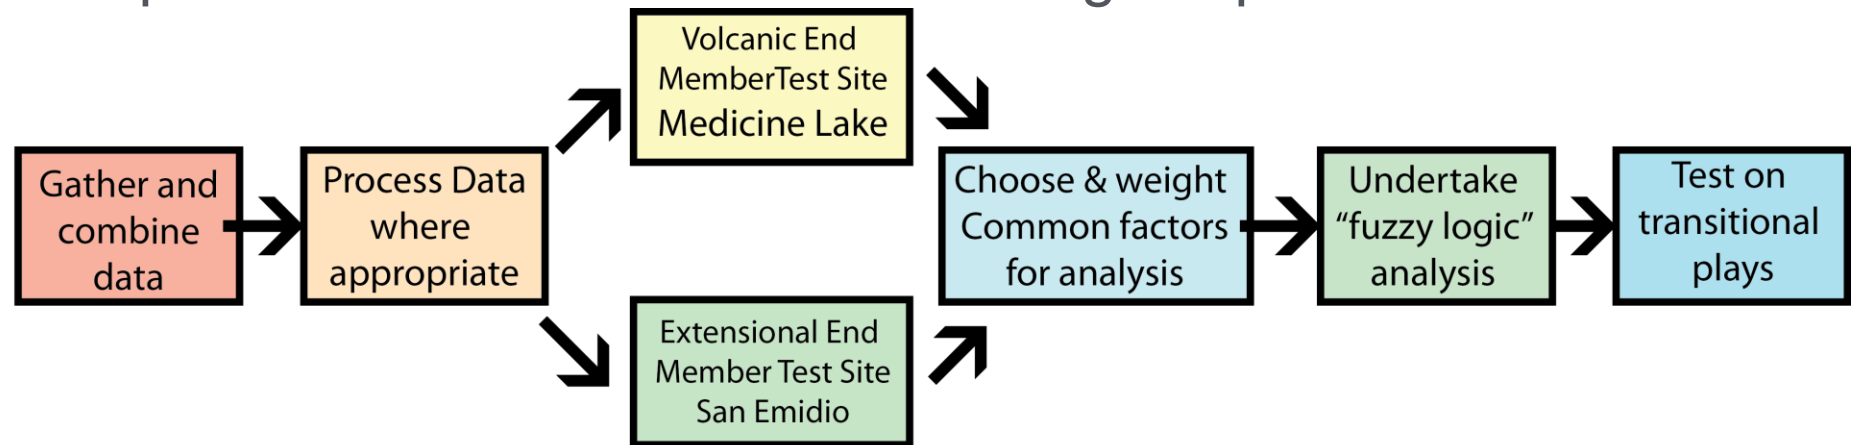 Gather and
combine
data
Process Data
where
appropriate
Volcanic End
MemberTest Site
Medicine Lake
Extensional End
Member Test Site
San Emidio
Choose & weight
Common factors
for analysis
Undertake
“fuzzy logic”
analysis
Test on
transitional
plays